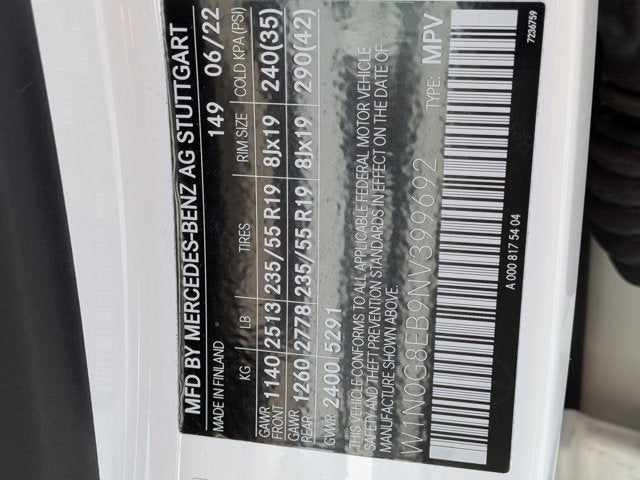 MFD BY MERCEDES-BENZ AG STUTTGART
MADE IN FINLAND 149 06/22
KG LB TIRES RIM SIZE COLD KPA(PSI)
GAWR FRONT 1140 2513 235/55 R19 8Jx19 240(35)
GAWR REAR 1260 2778 235/55 R19 8Jx19 290(42)
GVWR 2400 5291
THIS VEHICLE CONFORMS TO ALL APPLICABLE FEDERAL MOTOR VEHICLE
SAFETY AND THEFT PREVENTION STANDARDS IN EFFECT ON THE DATE OF
MANUFACTURE SHOWN ABOVE.
W1N0G8EB9NV399692 TYPE: MPV
A 000 817 54 04 7236759